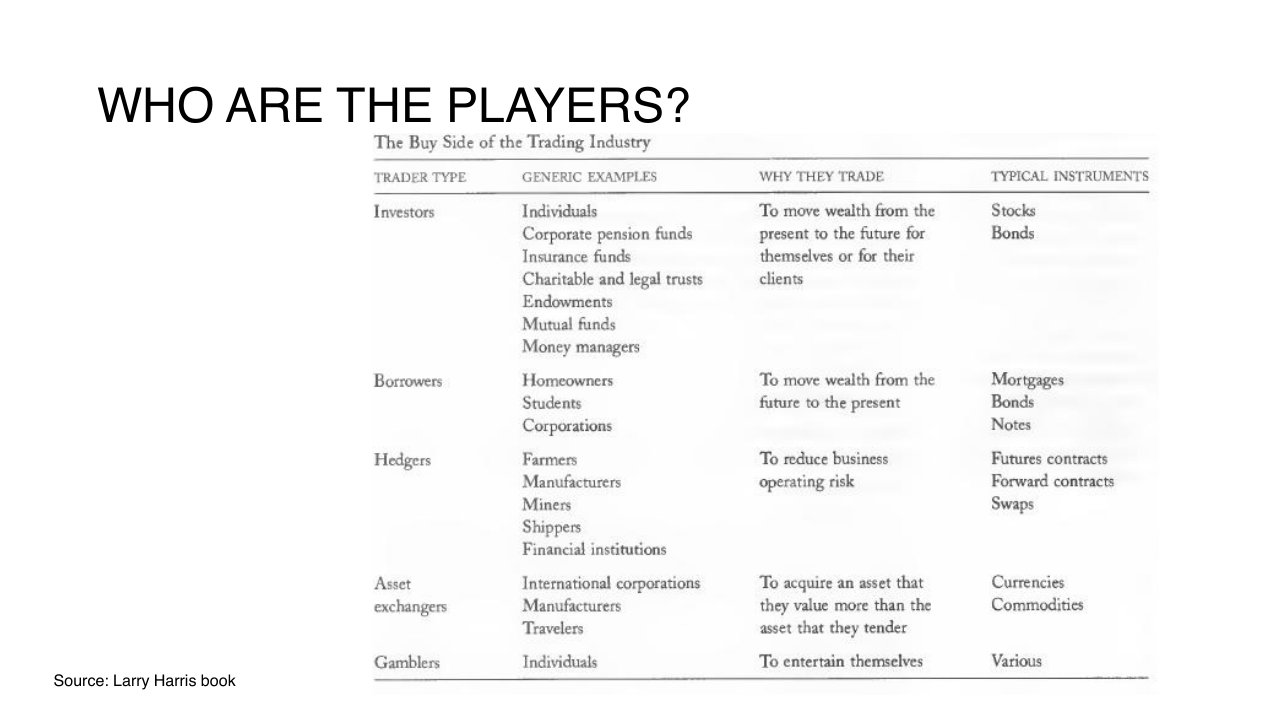 WHO ARE THE PLAYERS?
The Buy Side of the Trading Industry
TRADER TYPE GENERIC EXAMPLES WHY THEY TRADE TYPICAL INSTRUMENTS
Investors Individuals To move wealth from the Stocks
Corporate pension funds present to the future for Bonds
Insurance funds themselves or for their
Charitable and legal trusts clients
Endowments
Mutual funds
Money managers
Borrowers Homeowners To move wealth from the Mortgages
Students future to the present Bonds
Corporations Notes
Hedgers Farmers To reduce business Futures contracts
Manufacturers operating risk Forward contracts
Miners Swaps
Shippers
Financial institutions
Asset International corporations To acquire an asset that Currencies
exchangers Manufacturers they value more than the Commodities
Travelers asset that they tender
Gamblers Individuals To entertain themselves Various
Source: Larry Harris book